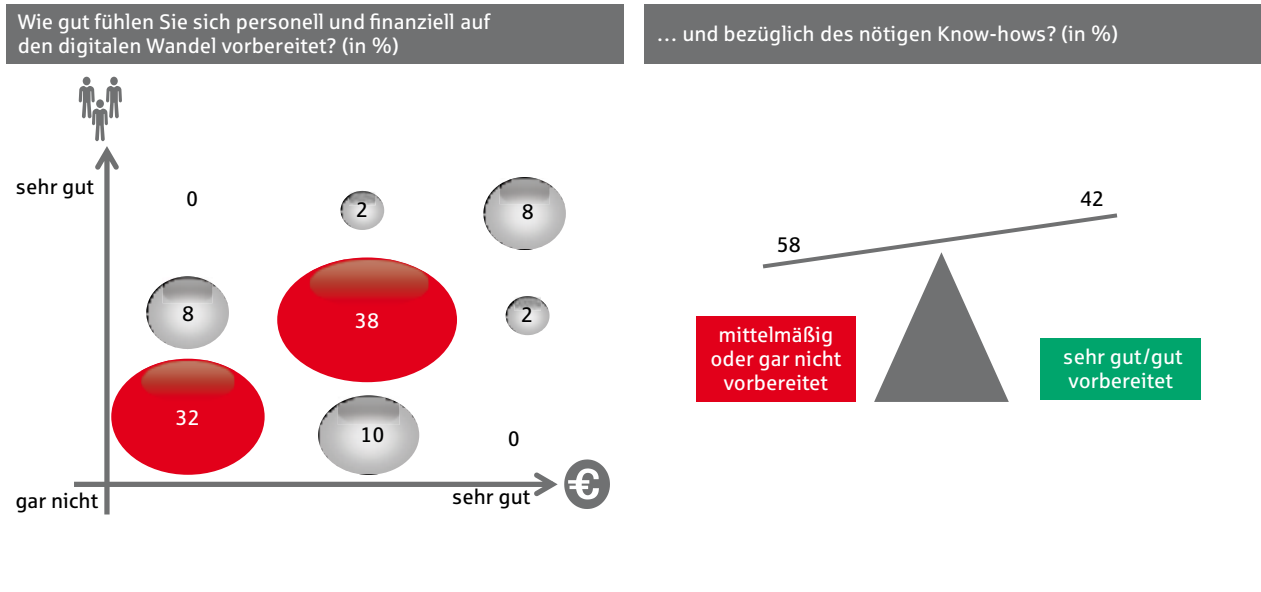 Wie gut fühlen Sie sich personell und finanziell auf
den digitalen Wandel vorbereitet? (in %)
sehr gut
0
2
8
8
38
2
32
10
0
gar nicht
sehr gut
€
… und bezüglich des nötigen Know-hows? (in %)
58
42
mittelmäßig
oder gar nicht
vorbereitet
sehr gut/gut
vorbereitet